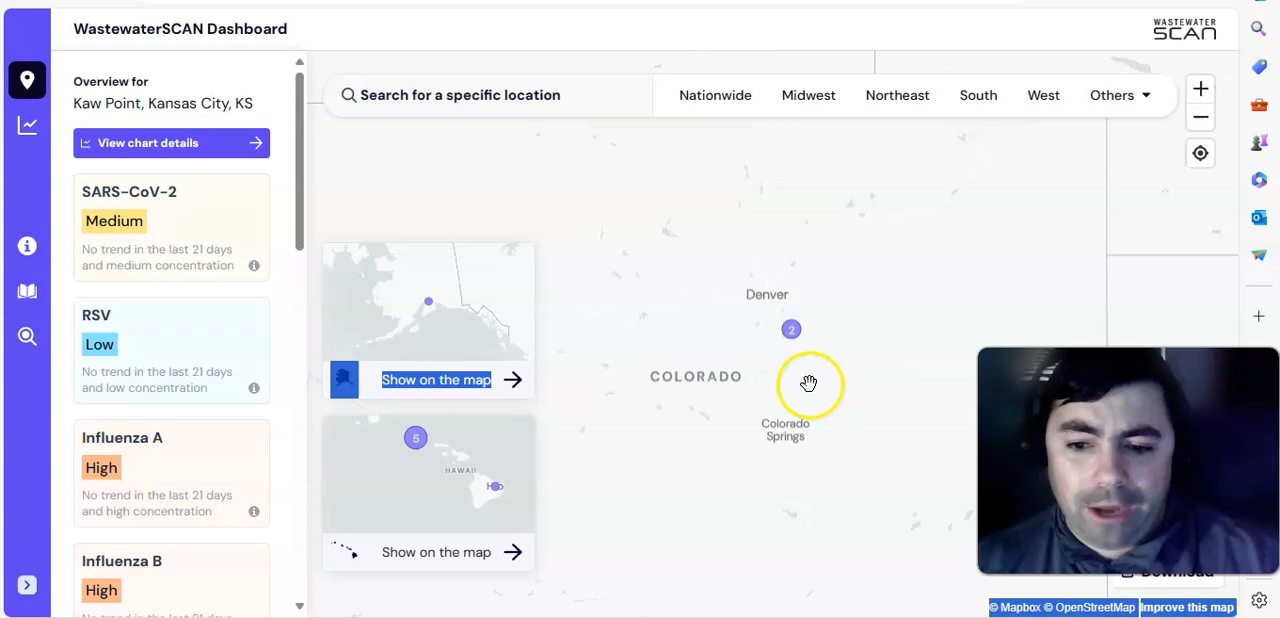 WastewaterSCAN Dashboard
WASTEWATER
SCAN
Overview for
Kaw Point, Kansas City, KS
View chart details
SARS-CoV-2
Medium
No trend in the last 21 days
and medium concentration
RSV
Low
No trend in the last 21 days
and low concentration
Influenza A
High
No trend in the last 21 days
and high concentration
Influenza B
High
Search for a specific location
Nationwide
Midwest
Northeast
South
West
Others
Show on the map
5
HAWAII
Show on the map
Denver
2
COLORADO
Colorado
Springs
Download
© Mapbox © OpenStreetMap Improve this map